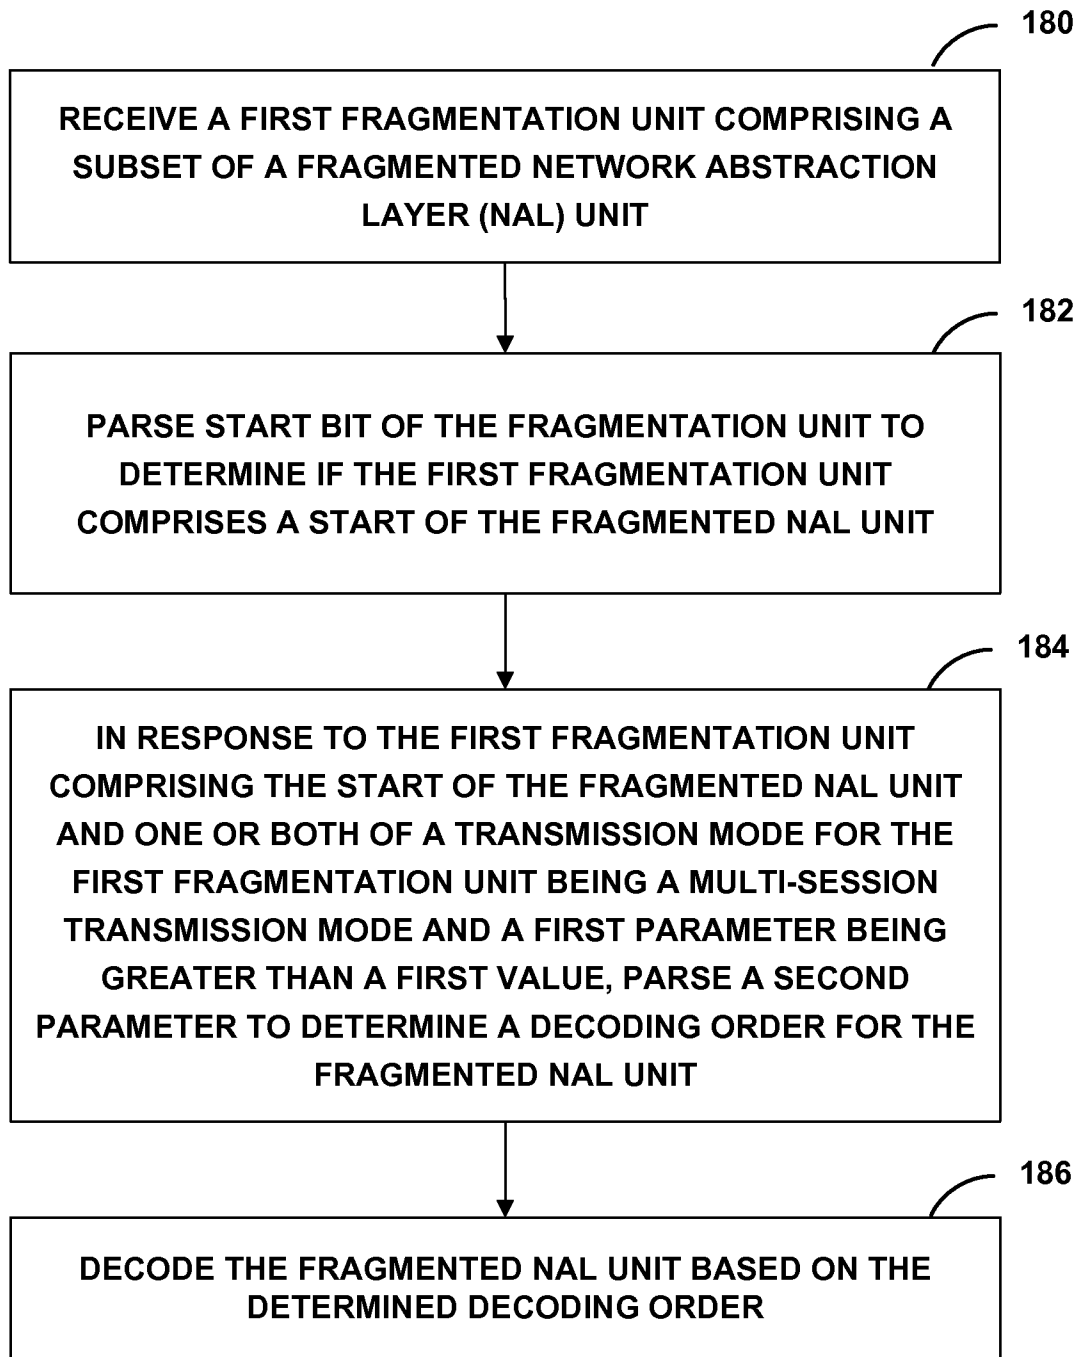 180
RECEIVE A FIRST FRAGMENTATION UNIT COMPRISING A
SUBSET OF A FRAGMENTED NETWORK ABSTRACTION
LAYER (NAL) UNIT
182
PARSE START BIT OF THE FRAGMENTATION UNIT TO
DETERMINE IF THE FIRST FRAGMENTATION UNIT
COMPRISES A START OF THE FRAGMENTED NAL UNIT
184
IN RESPONSE TO THE FIRST FRAGMENTATION UNIT
COMPRISING THE START OF THE FRAGMENTED NAL UNIT
AND ONE OR BOTH OF A TRANSMISSION MODE FOR THE
FIRST FRAGMENTATION UNIT BEING A MULTI-SESSION
TRANSMISSION MODE AND A FIRST PARAMETER BEING
GREATER THAN A FIRST VALUE, PARSE A SECOND
PARAMETER TO DETERMINE A DECODING ORDER FOR THE
FRAGMENTED NAL UNIT
186
DECODE THE FRAGMENTED NAL UNIT BASED ON THE
DETERMINED DECODING ORDER